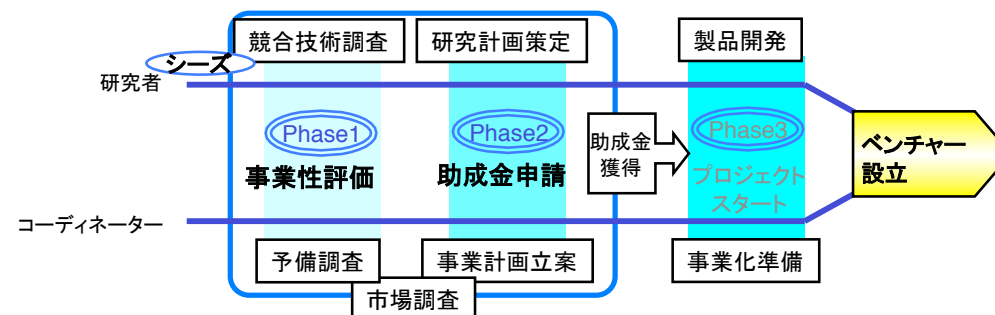 競合技術調査
研究計画策定
製品開発
シーズ
研究者
Phase1
事業性評価
Phase2
助成金申請
助成金
獲得
Phase3
プロジェクト
スタート
ベンチャー
設立
コーディネーター
予備調査
事業計画立案
事業化準備
市場調査